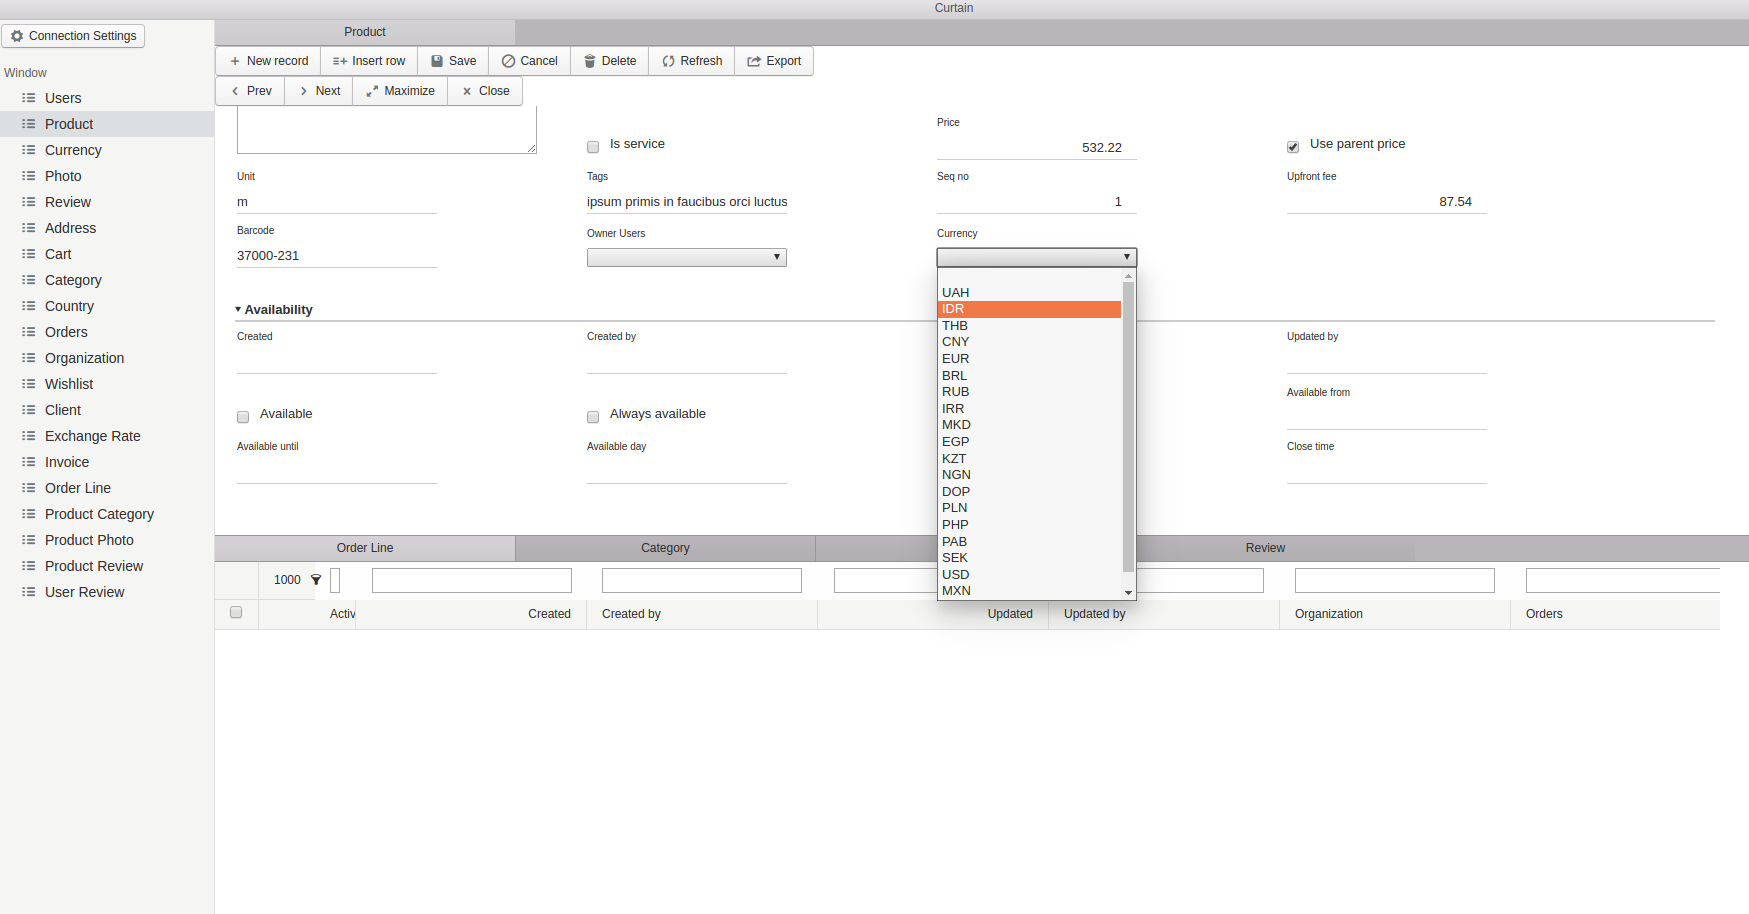 Curtain
Connection Settings
Product
New record
Insert row
Save
Cancel
Delete
Refresh
Export
Prev
Next
Maximize
Close
Window
Users
Product
Currency
Photo
Review
Address
Cart
Category
Country
Orders
Organization
Wishlist
Client
Exchange Rate
Invoice
Order Line
Product Category
Product Photo
Product Review
User Review
Is service
Price
532.22
Use parent price
Unit
m
Tags
ipsum primis in faucibus orci luctus
Seq no
1
Upfront fee
87.54
Barcode
37000-231
Owner Users
Currency
UAH
IDR
THB
CNY
EUR
BRL
RUB
IRR
MKD
EGP
KZT
NGN
DOP
PLN
PHP
PAB
SEK
USD
MXN
Availability
Created
Created by
Updated by
Available
Always available
Available from
Available until
Available day
Close time
Order Line
Category
Review
1000
Activ
Created
Created by
Updated
Updated by
Organization
Orders